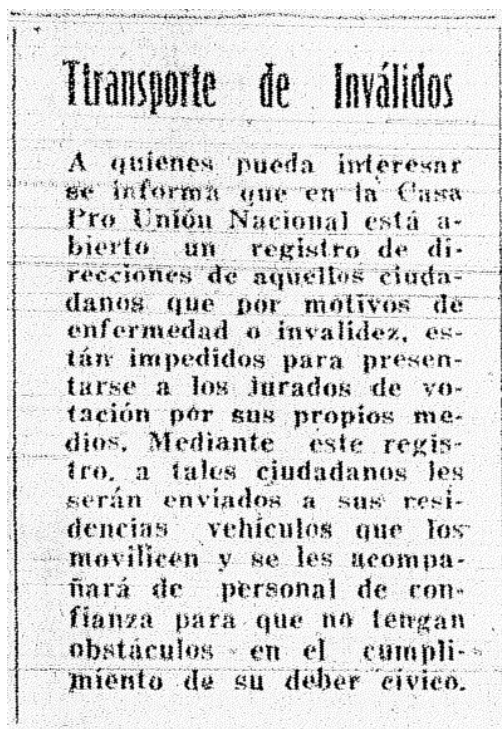 Ttransporte de Inválidos
A quienes pueda interesar
se informa que en la Casa
Pro Unión Nacional está a-
bierto un registro de di-
recciones de aquellos ciuda-
danos que por motivos de
enfermedad o invalidez, es-
tán impedidos para presen-
tarse a los Jurados de vo-
tación por sus propios me-
dios. Mediante este regis-
tro, a tales ciudadanos les
serán enviados a sus resi-
dencias vehículos que los
movilicen y se les acompa-
ñará de personal de con-
fianza para que no tengan
obstáculos en el cumpli-
miento de su deber cívico.